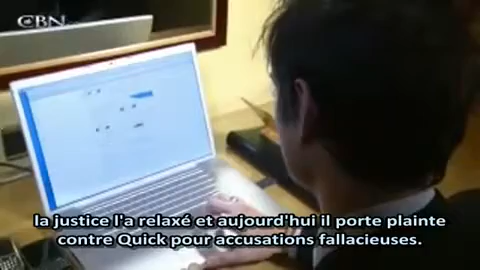 CBN
la justice l'a relaxé et aujourd'hui il porte plainte
contre Quick pour accusations fallacieuses.